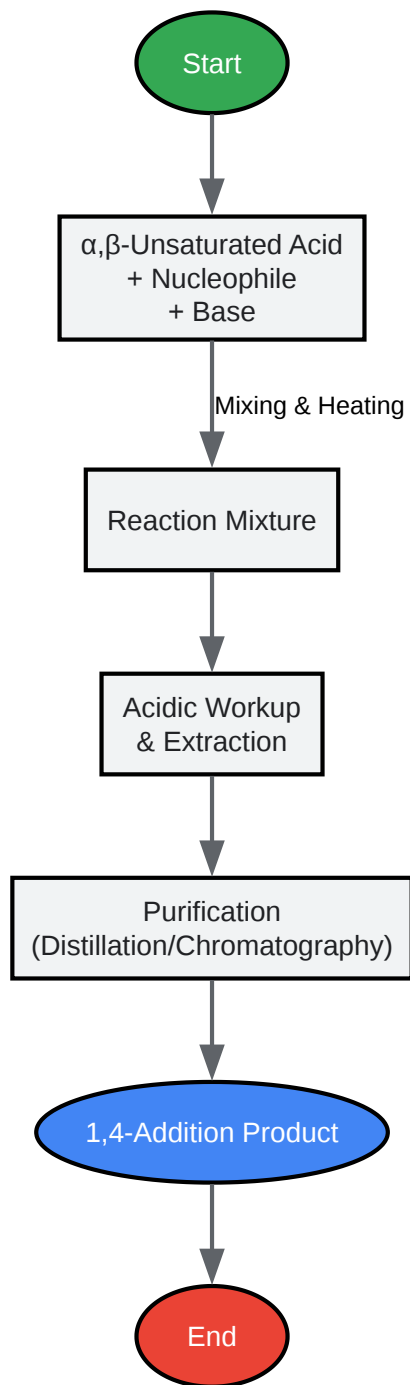 Start
α,β-Unsaturated Acid
+ Nucleophile
+ Base
Mixing & Heating
Reaction Mixture
Acidic Workup
& Extraction
Purification
(Distillation/Chromatography)
1,4-Addition Product
End